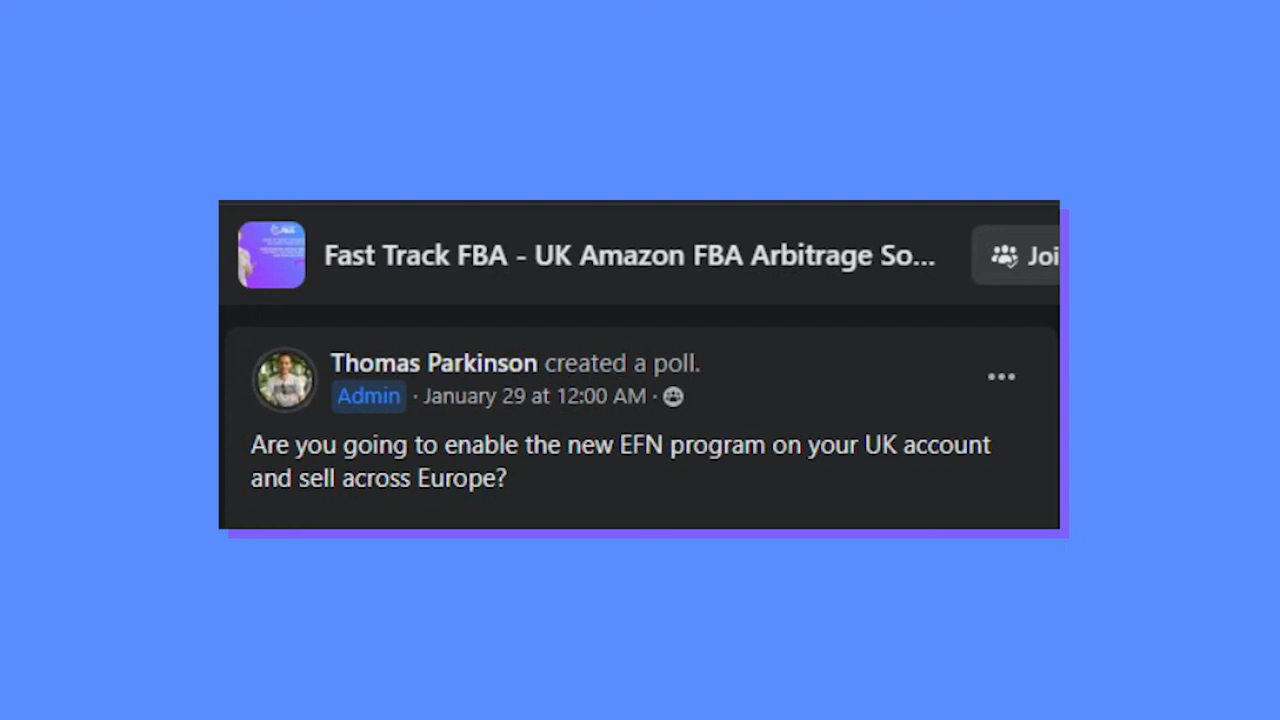 Fast Track FBA - UK Amazon FBA Arbitrage So...
Joi
Thomas Parkinson created a poll.
Admin · January 29 at 12:00 AM ·
Are you going to enable the new EFN program on your UK account
and sell across Europe?